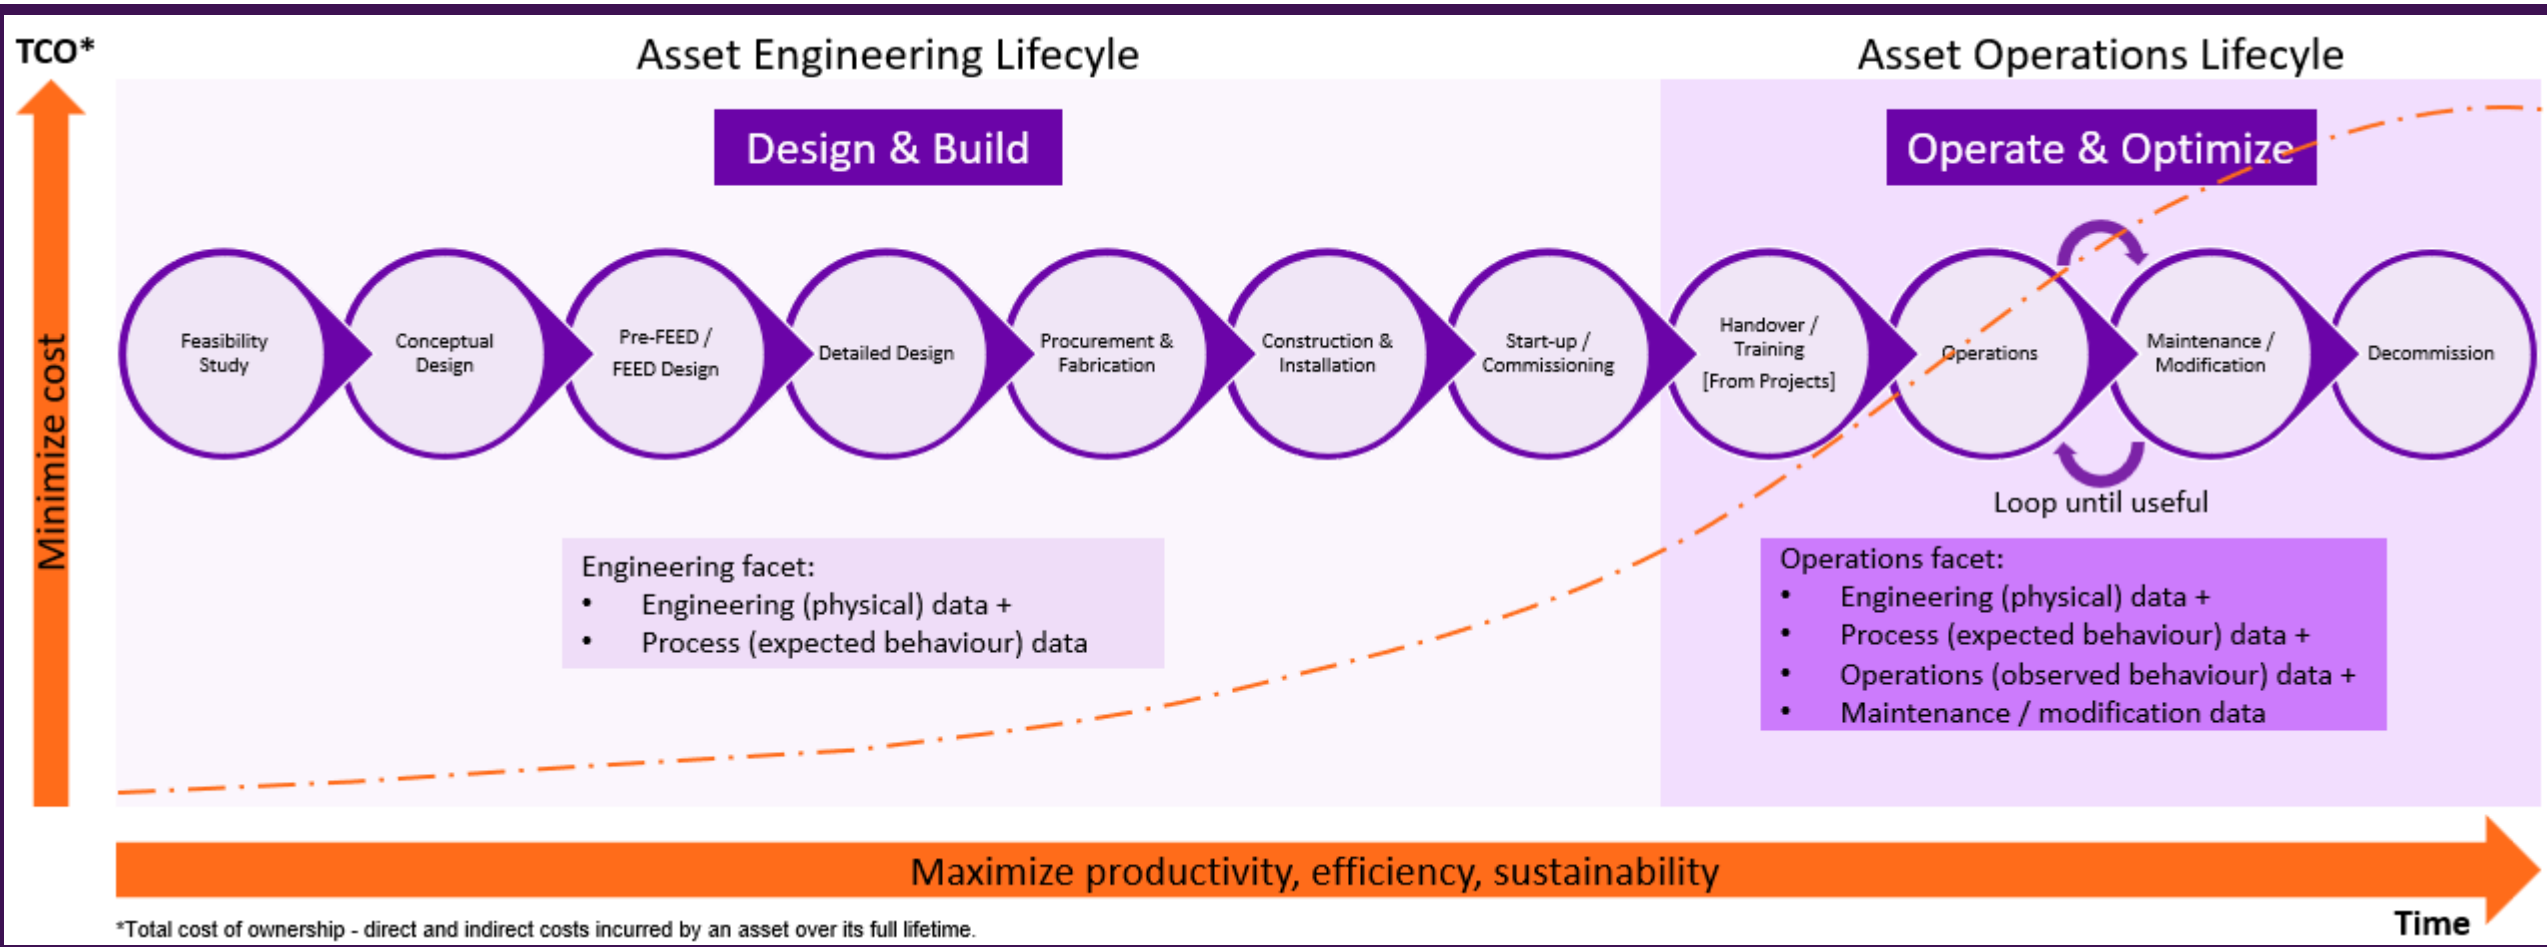 TCO*
Asset Engineering Lifecyle
Asset Operations Lifecyle
Design & Build
Operate & Optimize
Minimize cost
Feasibility
Study
Conceptual
Design
Pre-FEED /
FEED Design
Detailed Design
Procurement &
Fabrication
Construction &
Installation
Start-up /
Commissioning
Handover /
Training
[From Projects]
Operations
Maintenance /
Modification
Decommission
Loop until useful
Engineering facet:
• Engineering (physical) data +
• Process (expected behaviour) data
Operations facet:
• Engineering (physical) data +
• Process (expected behaviour) data +
• Operations (observed behaviour) data +
• Maintenance / modification data
Maximize productivity, efficiency, sustainability
Time
*Total cost of ownership - direct and indirect costs incurred by an asset over its full lifetime.